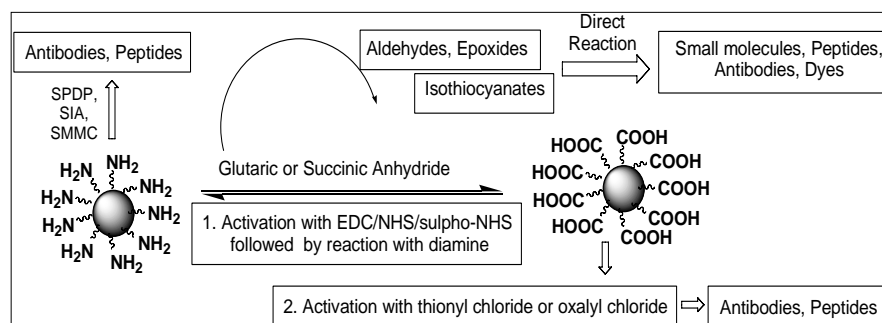 Antibodies, Peptides
SPDP,
SIA,
SMMC
Aldehydes, Epoxides
Isothiocyanates
Direct
Reaction
Small molecules, Peptides,
Antibodies, Dyes
NH2
H2N
NH2
H2N
NH2
H2N
NH2
H2N
NH2
H2N
NH2
Glutaric or Succinic Anhydride
1. Activation with EDC/NHS/sulpho-NHS
followed by reaction with diamine
COOH
HOOC
COOH
HOOC
COOH
HOOC
COOH
HOOC
COOH
COOH
2. Activation with thionyl chloride or oxalyl chloride
Antibodies, Peptides